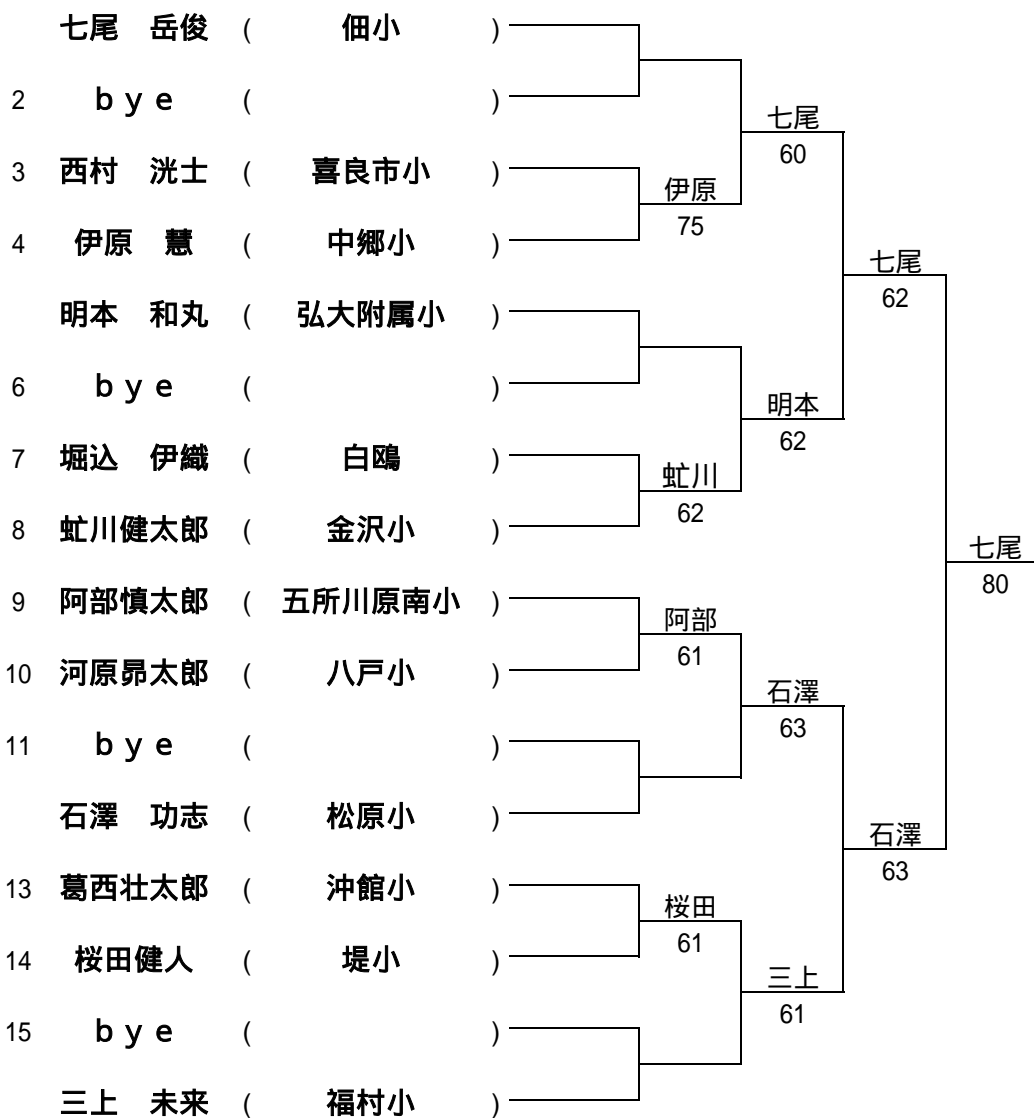 七尾　岳俊 ( 佃小 )
2 ｂｙｅ ( )
七尾
60
3 西村　洸士 ( 喜良市小 )
伊原
75
4 伊原　慧 ( 中郷小 )
七尾
62
明本　和丸 ( 弘大附属小 )
6 ｂｙｅ ( )
明本
62
7 堀込　伊織 ( 白鴎 )
虻川
62
8 虻川健太郎 ( 金沢小 )
七尾
80
9 阿部慎太郎 ( 五所川原南小 )
阿部
61
10 河原昴太郎 ( 八戸小 )
石澤
63
11 ｂｙｅ ( )
石澤　功志 ( 松原小 )
石澤
63
13 葛西壮太郎 ( 沖館小 )
桜田
61
14 桜田健人 ( 堤小 )
三上
61
15 ｂｙｅ ( )
三上　未来 ( 福村小 )